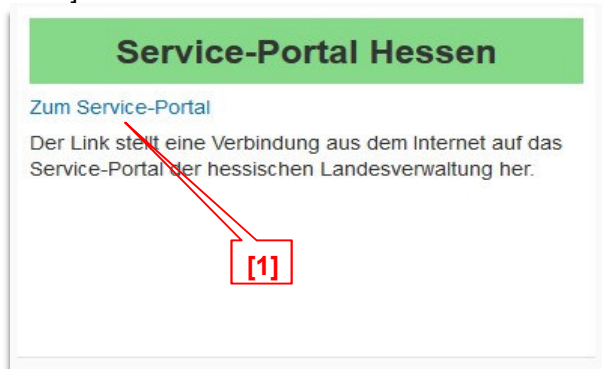 Service-Portal Hessen
Zum Service-Portal
Der Link stellt eine Verbindung aus dem Internet auf das
Service-Portal der hessischen Landesverwaltung her.
[1]